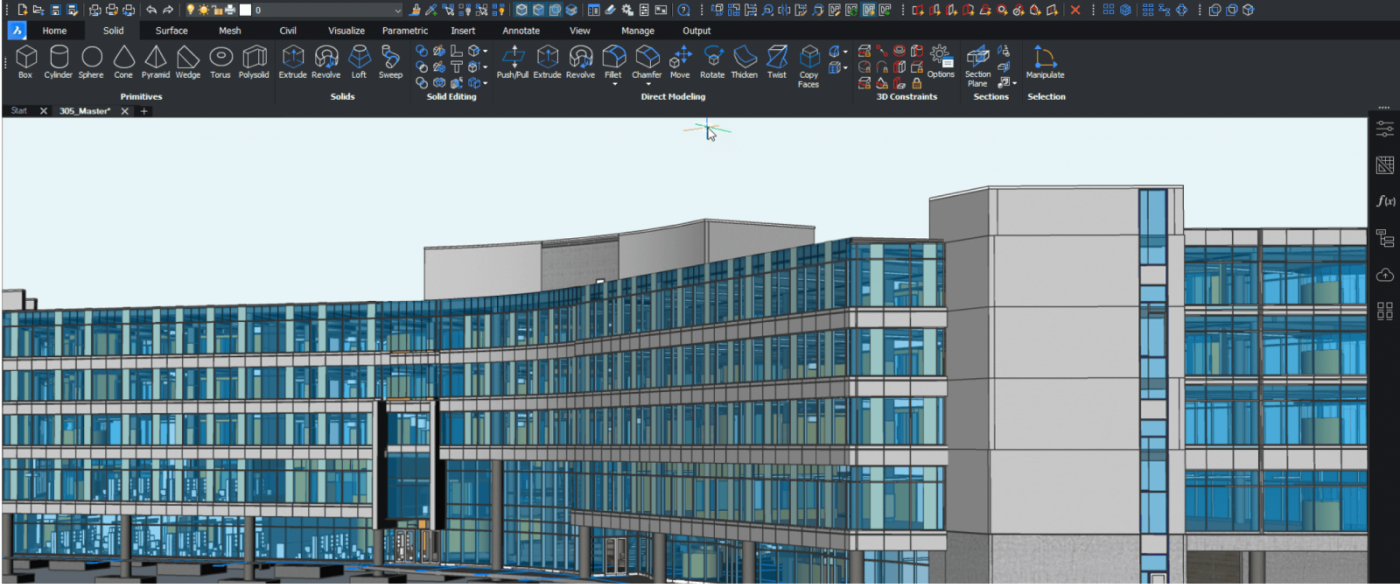 0
Home Solid Surface Mesh Civil Visualize Parametric Insert Annotate View Manage Output
Box Cylinder Sphere Cone Pyramid Wedge Torus Polysolid Extrude Revolve Loft Sweep Push/Pull Extrude Revolve Fillet Chamfer Move Rotate Thicken Twist Copy Faces Options Section Plane Manipulate
Primitives Solids Solid Editing Direct Modeling 3D Constraints Sections Selection
Start 305_Master*
f(x)